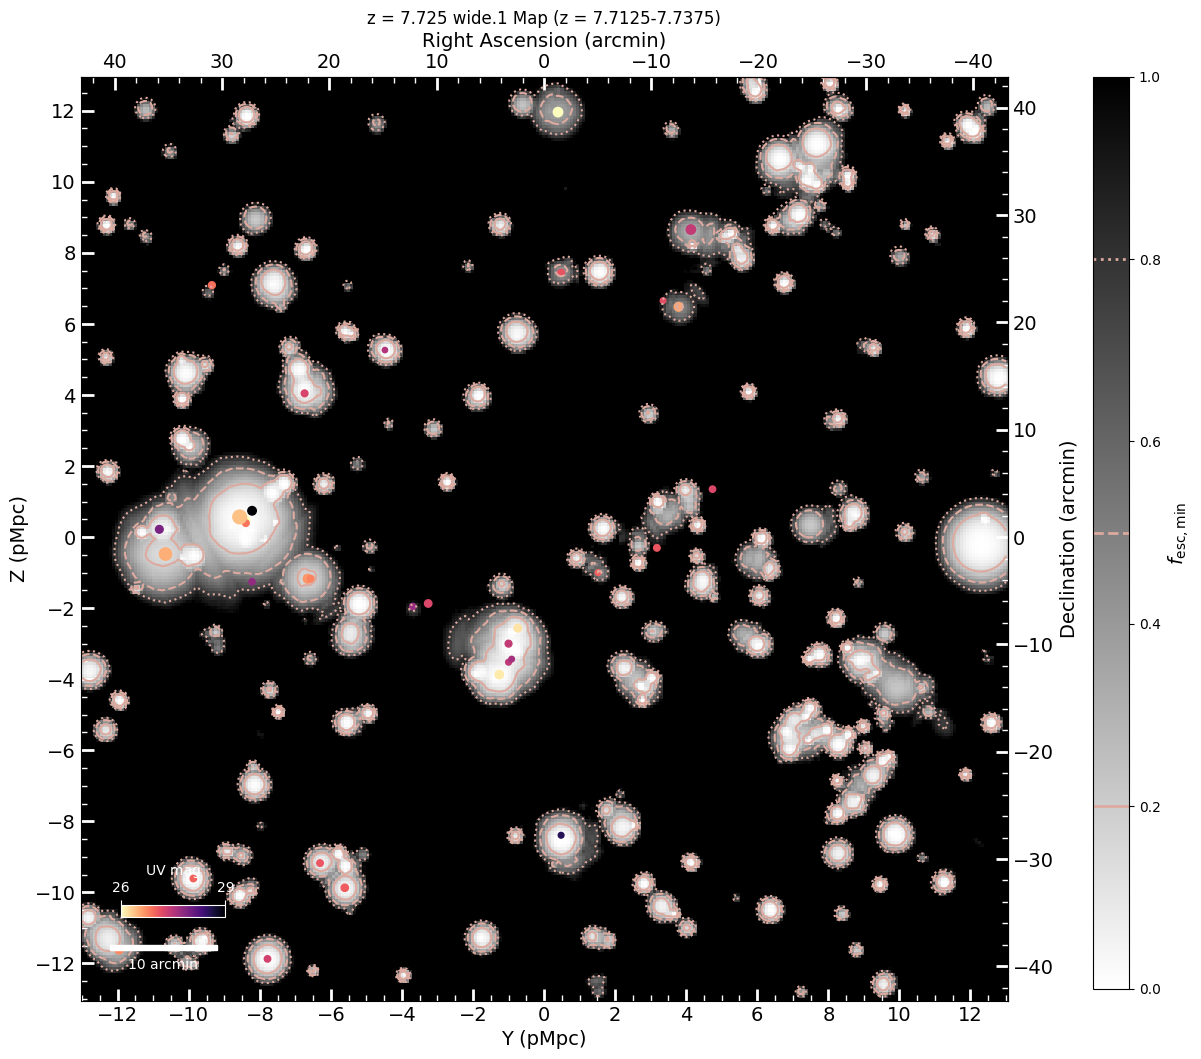 z = 7.725 wide.1 Map (z = 7.7125-7.7375)
Right Ascension (arcmin)
40 30 20 10 0 −10 −20 −30 −40
12
10
8
6
4
2
0
−2
−4
−6
−8
−10
−12
Z (pMpc)
40
30
20
10
0
−10
−20
−30
−40
Declination (arcmin)
1.0
0.8
0.6
0.4
0.2
0.0
fesc, min
UV mag
26 29
10 arcmin
−12 −10 −8 −6 −4 −2 0 2 4 6 8 10 12
Y (pMpc)